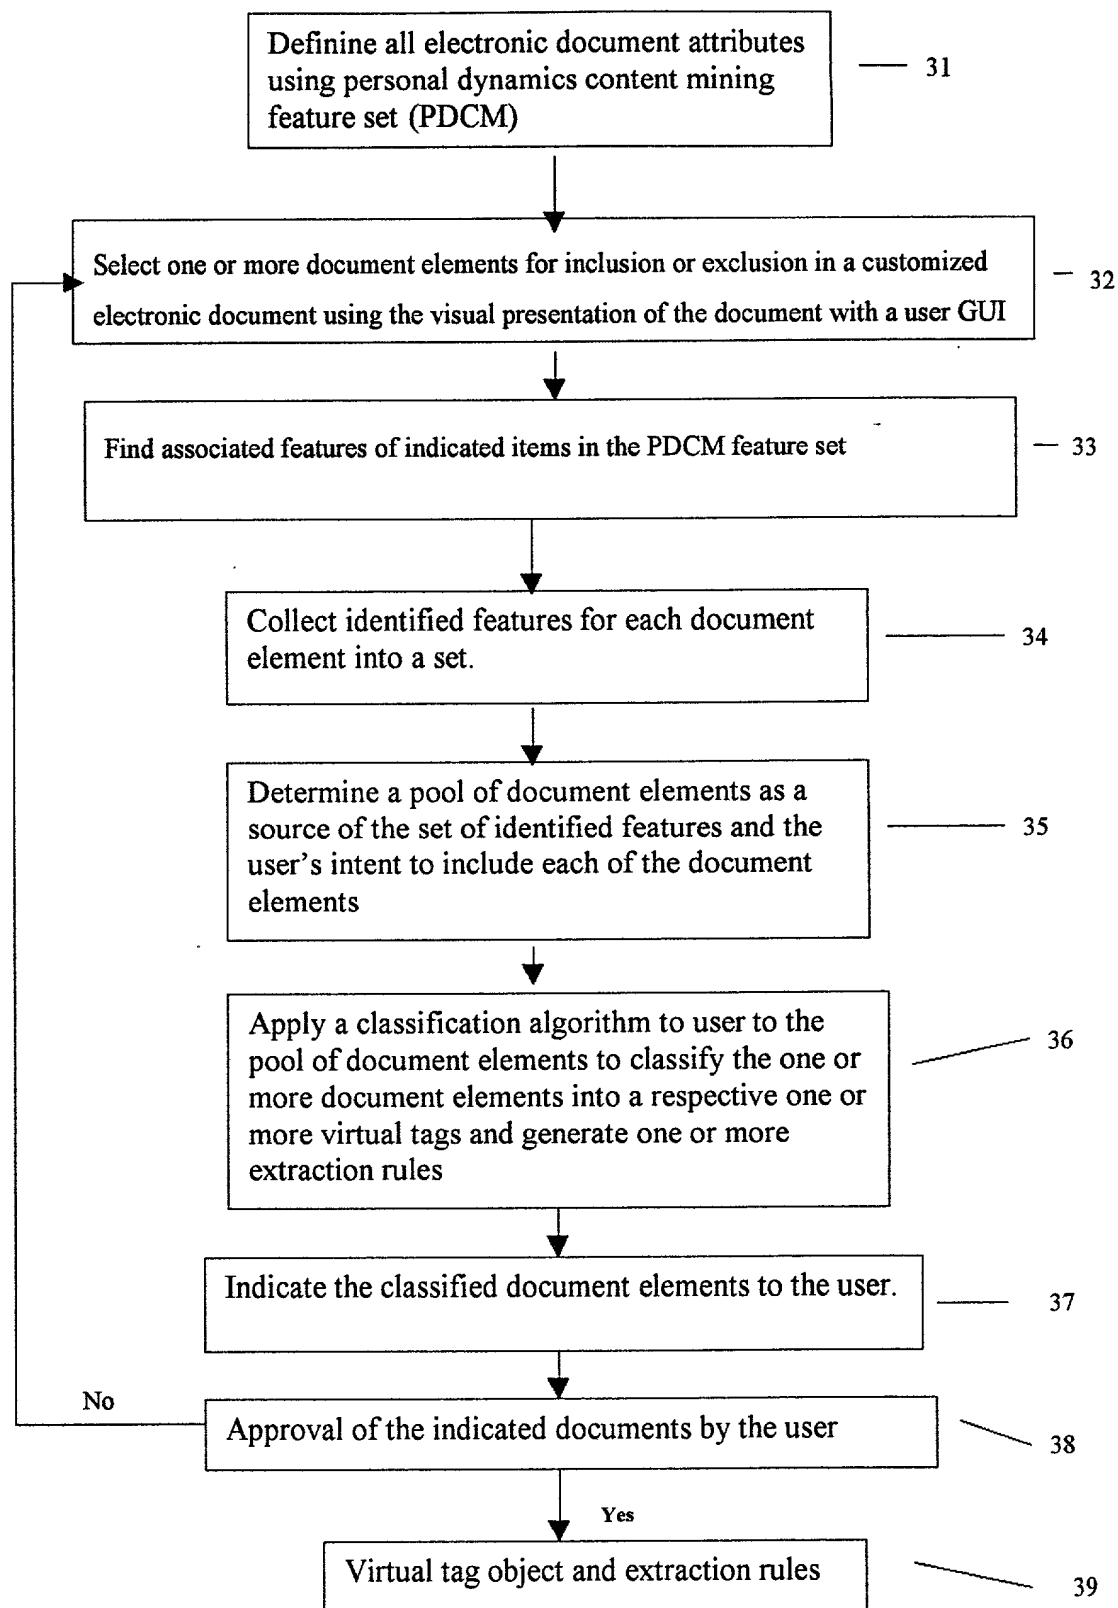 Definine all electronic document attributes
using personal dynamics content mining
feature set (PDCM)
31
Select one or more document elements for inclusion or exclusion in a customized
electronic document using the visual presentation of the document with a user GUI
32
Find associated features of indicated items in the PDCM feature set
33
Collect identified features for each document
element into a set.
34
Determine a pool of document elements as a
source of the set of identified features and the
user's intent to include each of the document
elements
35
Apply a classification algorithm to user to the
pool of document elements to classify the one or
more document elements into a respective one or
more virtual tags and generate one or more
extraction rules
36
Indicate the classified document elements to the user.
37
No
Approval of the indicated documents by the user
38
Yes
Virtual tag object and extraction rules
39